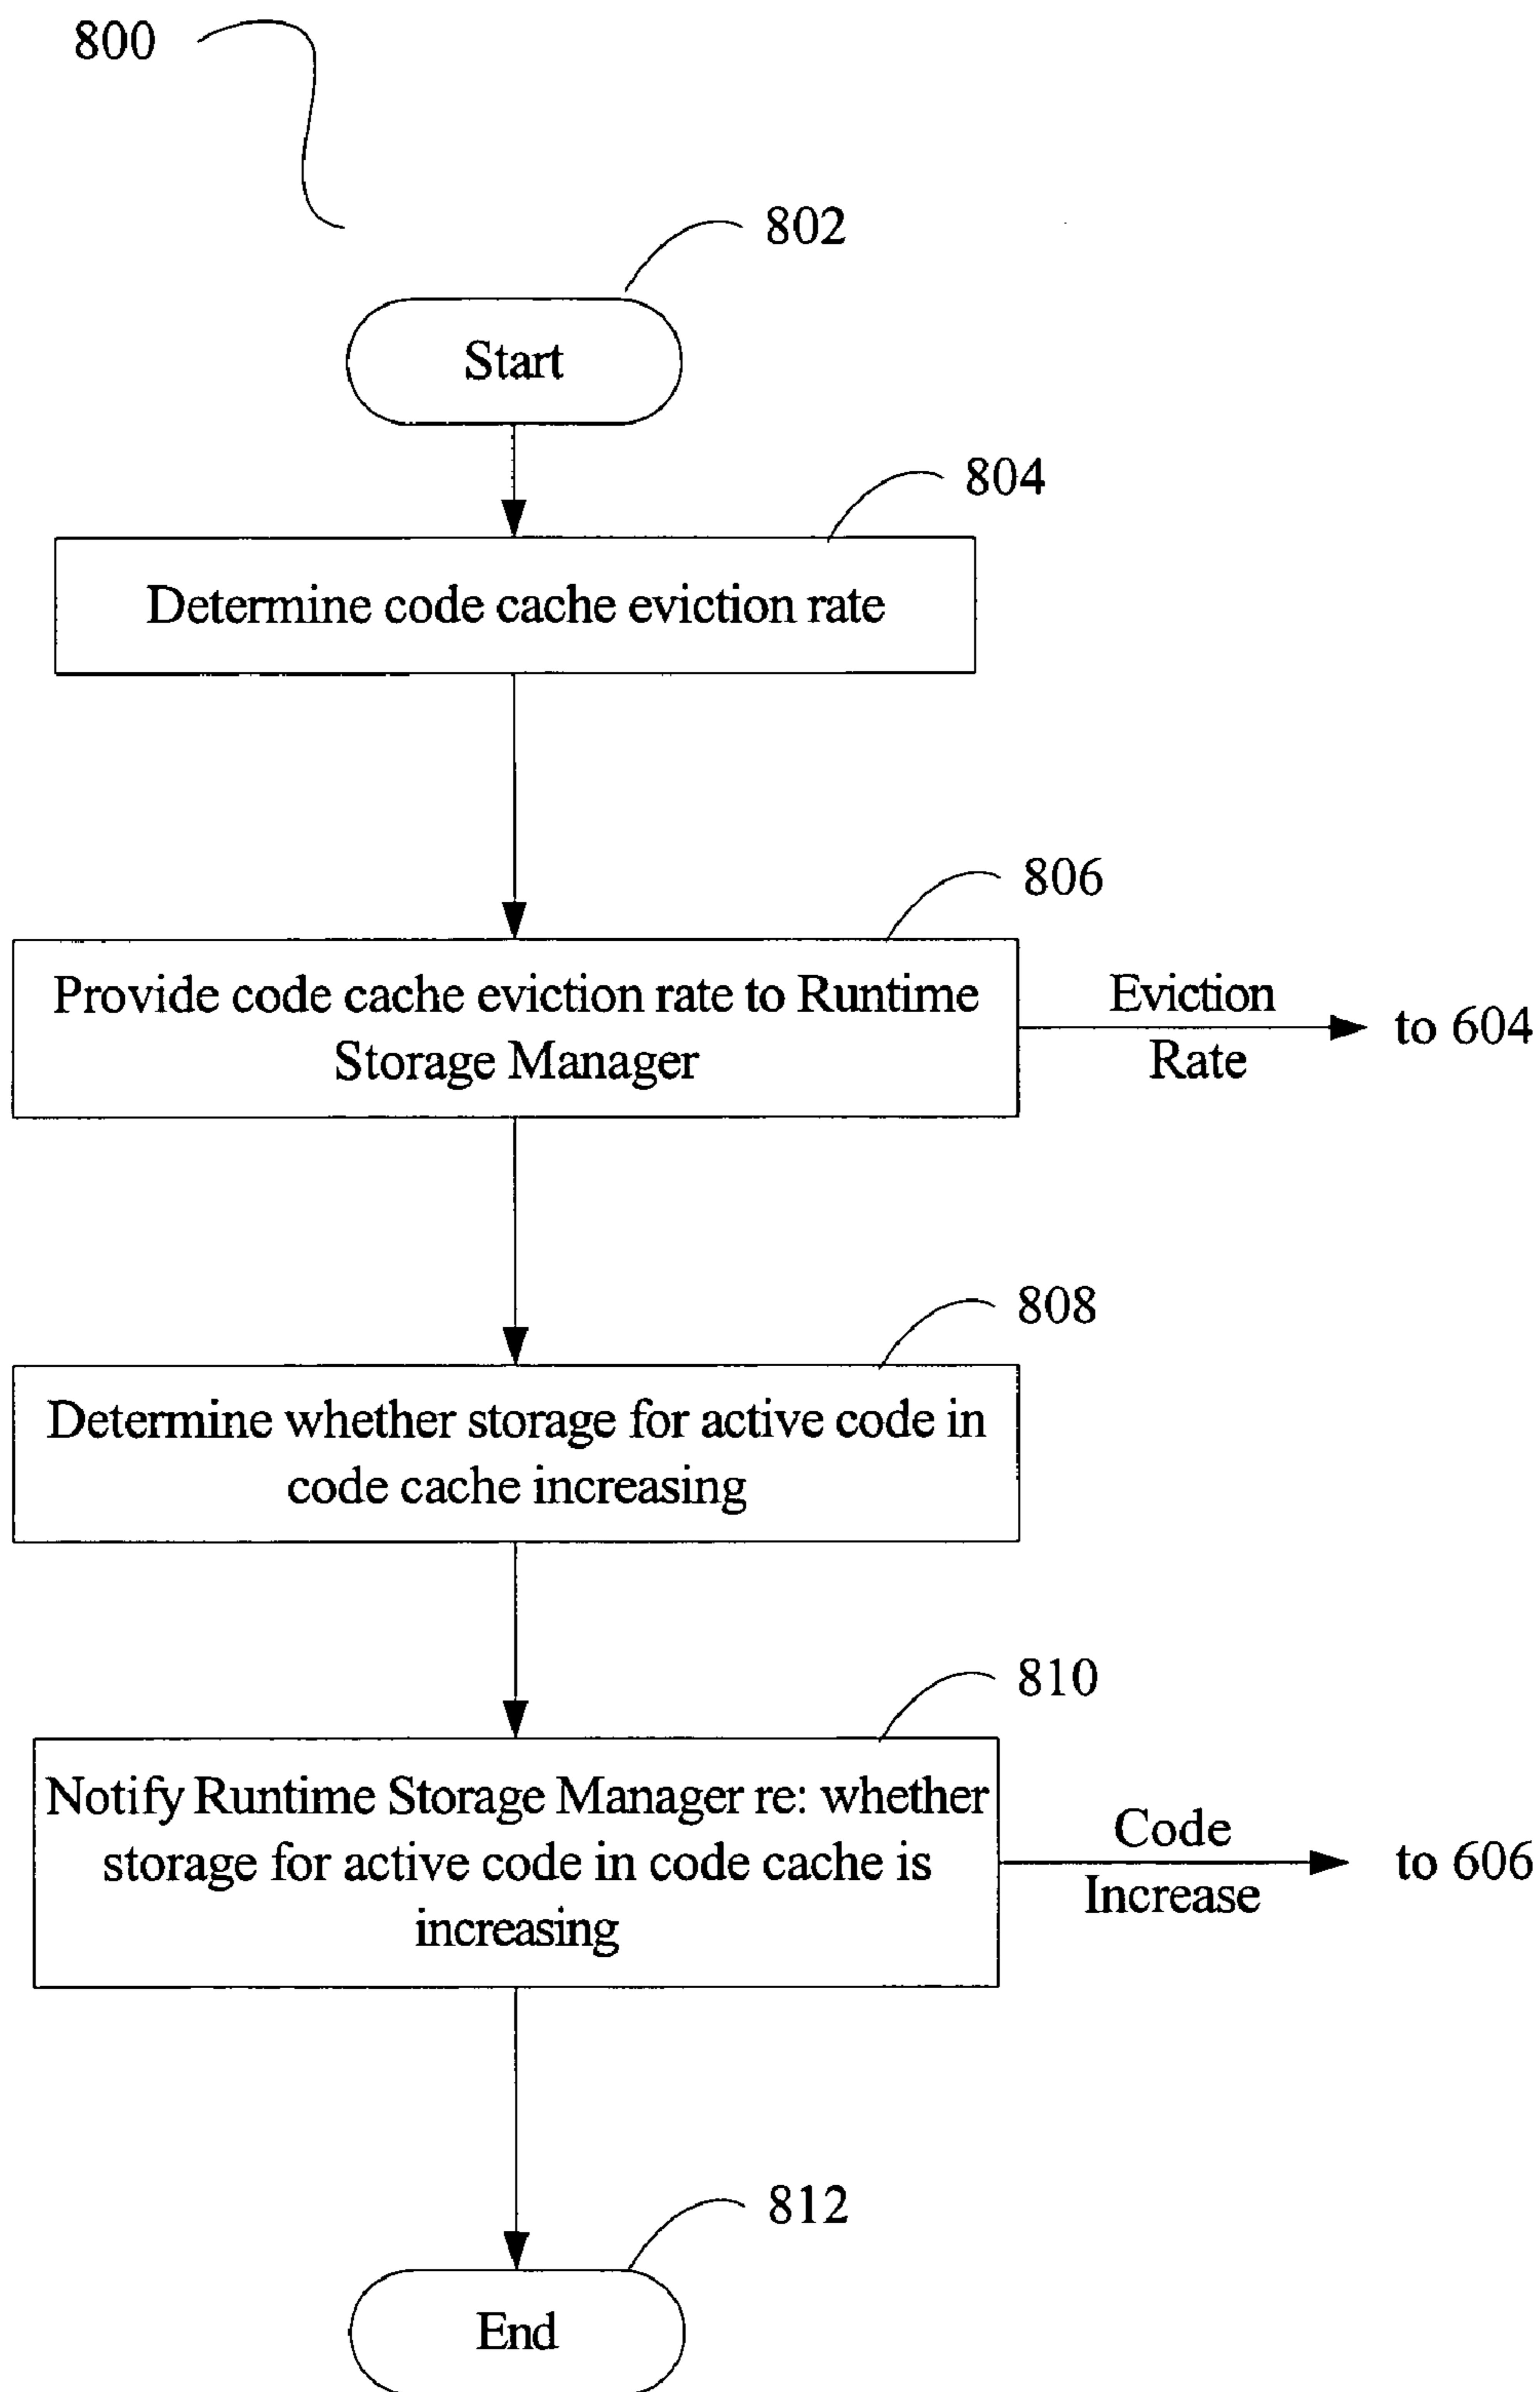 800
802
Start
804
Determine code cache eviction rate
806
Provide code cache eviction rate to Runtime
Storage Manager
Eviction
Rate
to 604
808
Determine whether storage for active code in
code cache increasing
810
Notify Runtime Storage Manager re: whether
storage for active code in code cache is
increasing
Code
Increase
to 606
812
End